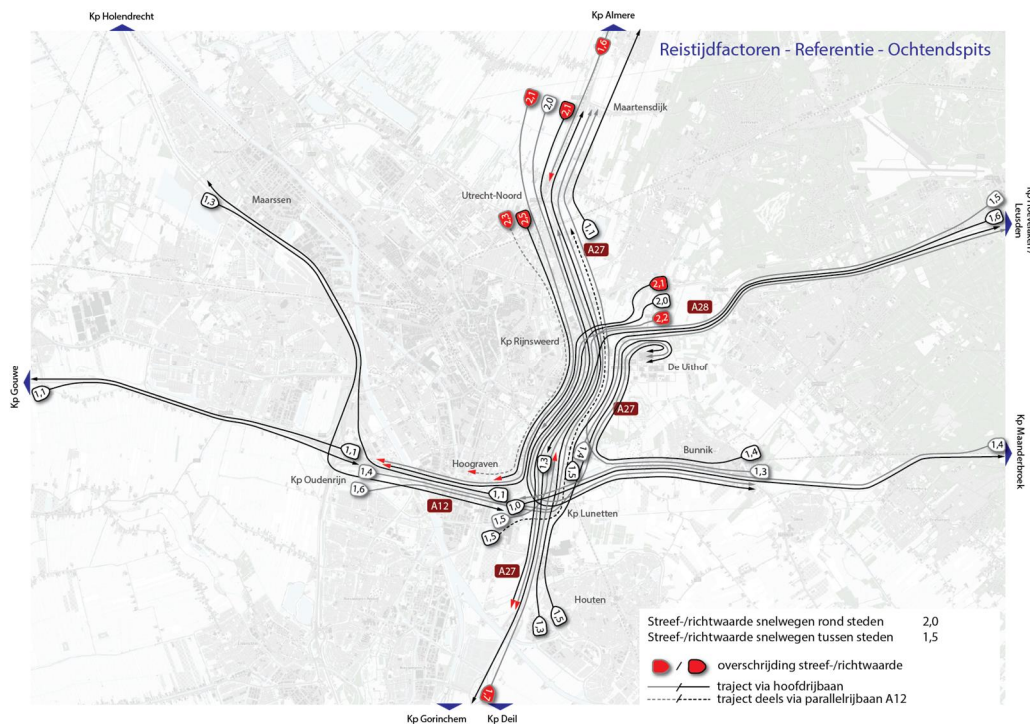 Kp Holendrecht
Kp Almere
Reistijdfactoren - Referentie - Ochtendspits
1,6
2,1
2,0
2,1
Maartensdijk
Maarssen
1,3
Utrecht-Noord
2,3
2,5
1,1
A27
1,5
1,6
Leusden
2,1
2,0
2,2
A28
Kp Rijnsweerd
De Uithof
Kp Gouwe
1,1
A27
Kp Maanderbroek
1,1
1,4
1,6
Kp Oudenrijn
Hoograven
1,3
1,4
1,5
Bunnik
1,4
1,3
1,4
A12
1,1
1,0
1,5
1,5
Kp Lunetten
A27
Houten
1,3
1,5
1,7
Kp Gorinchem
Kp Deil
Streef-/richtwaarde snelwegen rond steden 2,0
Streef-/richtwaarde snelwegen tussen steden 1,5
/ overschrijding streef-/richtwaarde
traject via hoofdrijbaan
traject deels via parallelrijbaan A12